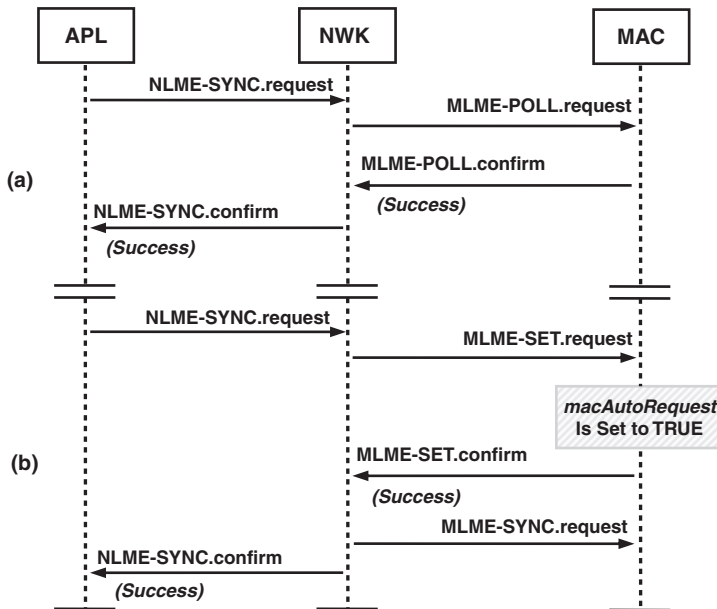 APL NWK MAC
NLME-SYNC.request
MLME-POLL.request
MLME-POLL.confirm
(a)
(Success)
NLME-SYNC.confirm
(Success)
NLME-SYNC.request
MLME-SET.request
macAutoRequest
Is Set to TRUE
(b)
MLME-SET.confirm
(Success)
MLME-SYNC.request
NLME-SYNC.confirm
(Success)